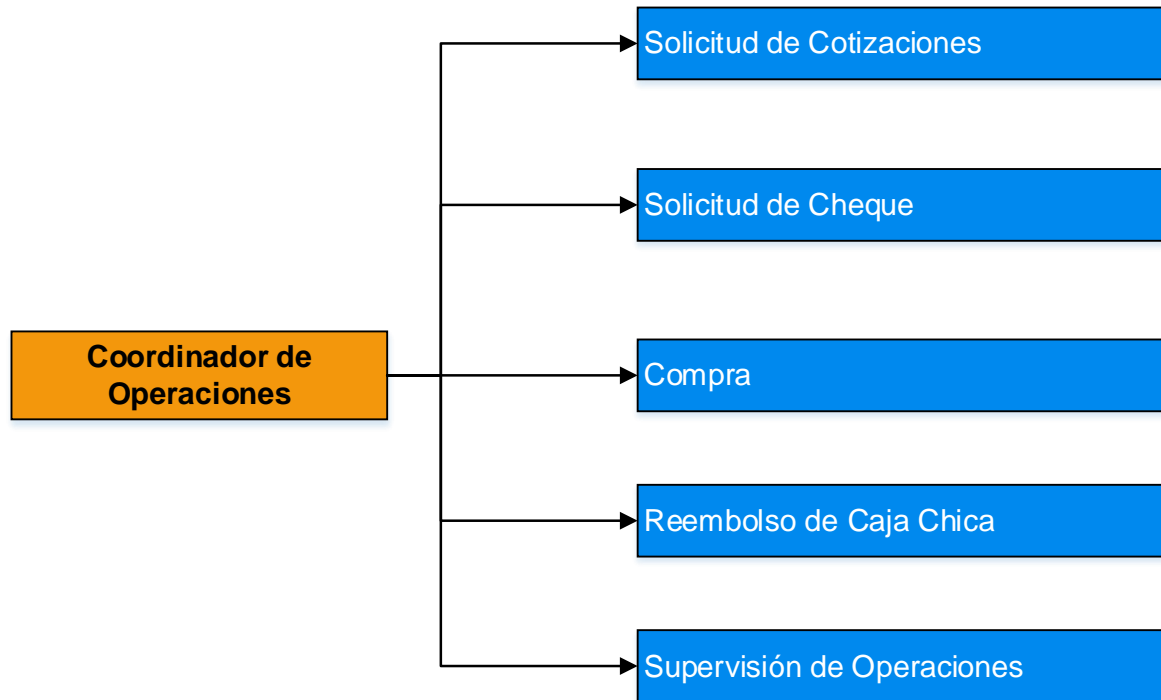 Solicitud de Cotizaciones
Solicitud de Cheque
Coordinador de
Operaciones
Compra
Reembolso de Caja Chica
Supervisión de Operaciones